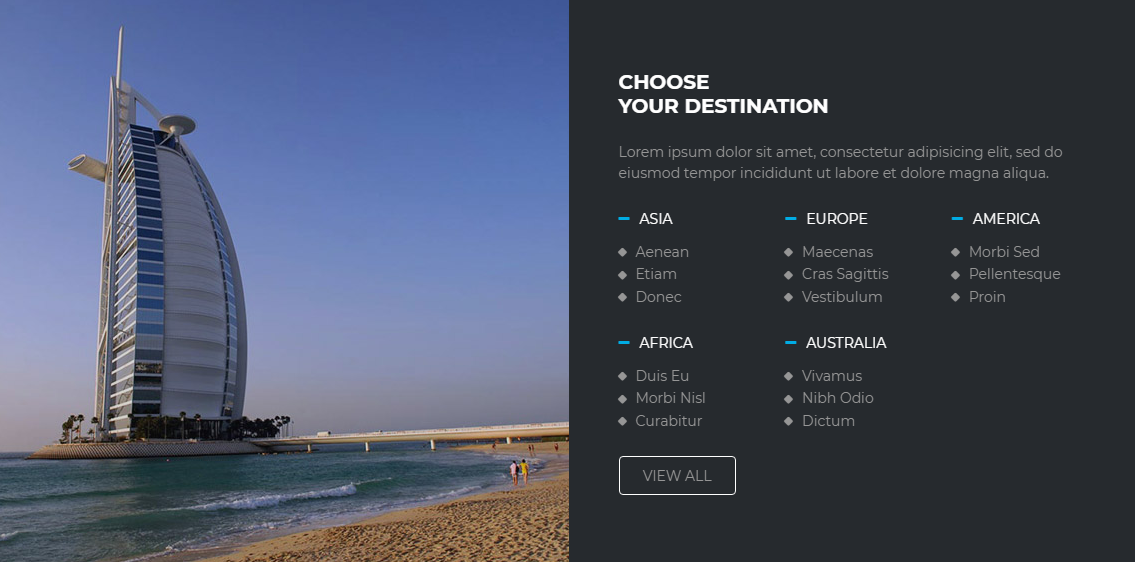 CHOOSE
YOUR DESTINATION
Lorem ipsum dolor sit amet, consectetur adipisicing elit, sed do
eiusmod tempor incididunt ut labore et dolore magna aliqua.
ASIA
Aenean
Etiam
Donec
EUROPE
Maecenas
Cras Sagittis
Vestibulum
AMERICA
Morbi Sed
Pellentesque
Proin
AFRICA
Duis Eu
Morbi Nisl
Curabitur
AUSTRALIA
Vivamus
Nibh Odio
Dictum
VIEW ALL